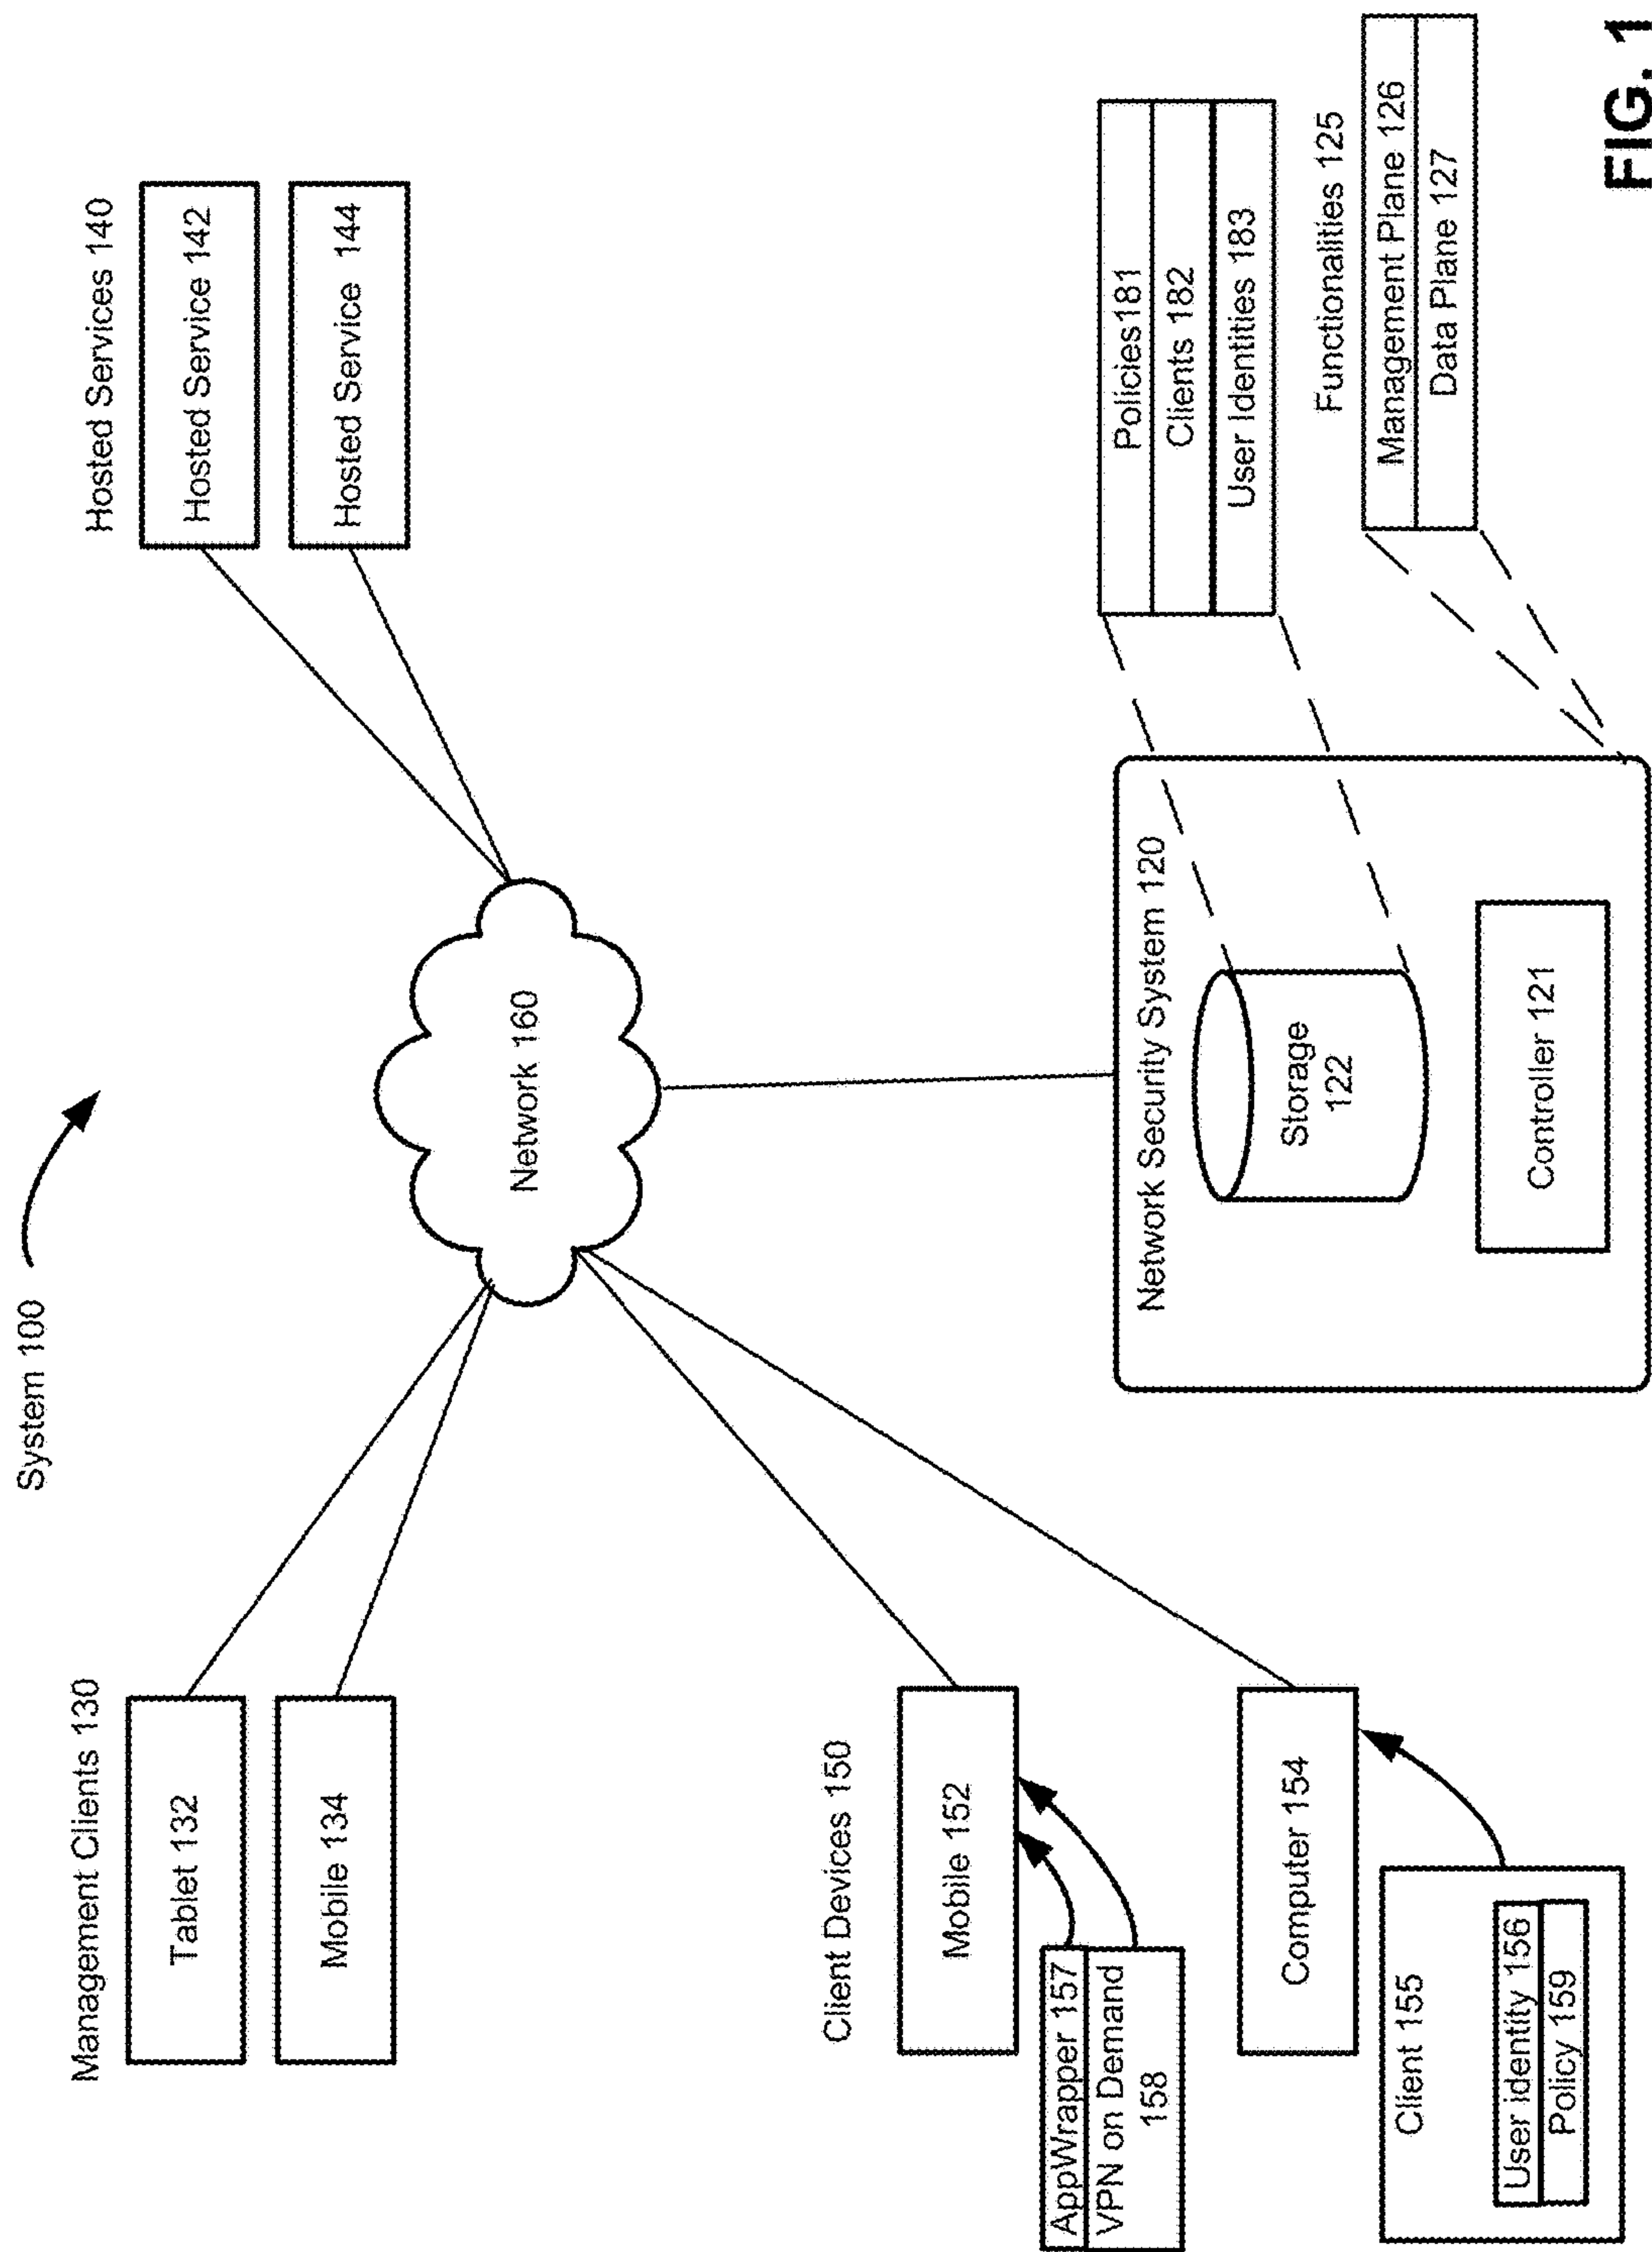 System 100
Management Clients 130
Tablet 132
Mobile 134
Hosted Services 140
Hosted Service 142
Hosted Service 144
Network 160
Client Devices 150
Mobile 152
AppWrapper 157
VPN on Demand
158
Computer 154
Client 155
User identity 156
Policy 159
Network Security System 120
Storage
122
Controller 121
Policies181
Clients 182
User Identities 183
Functionalities 125
Management Plane 126
Data Plane 127
FIG. 1